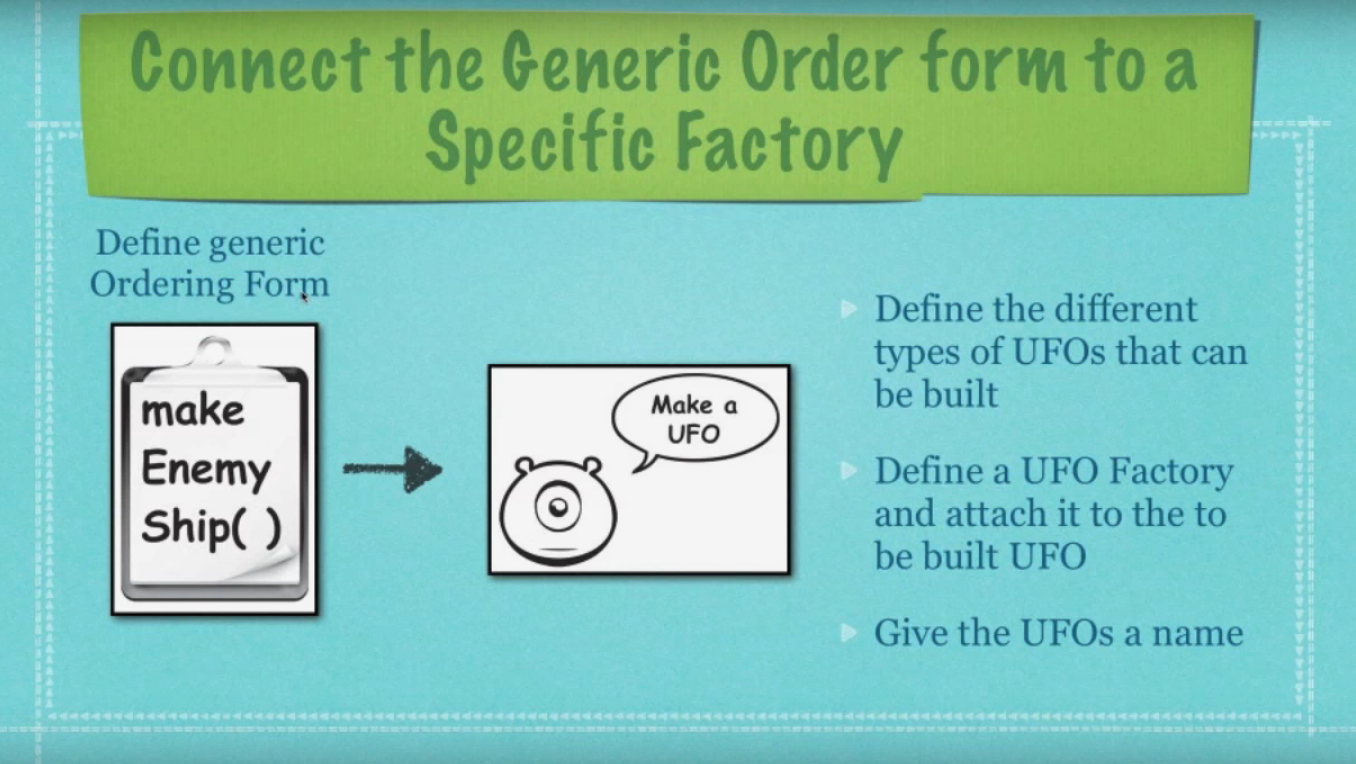 Connect the Generic Order form to a
Specific Factory
Define generic
Ordering Form
make
Enemy
Ship( )
Make a
UFO
Define the different
types of UFOs that can
be built
Define a UFO Factory
and attach it to the to
be built UFO
Give the UFOs a name